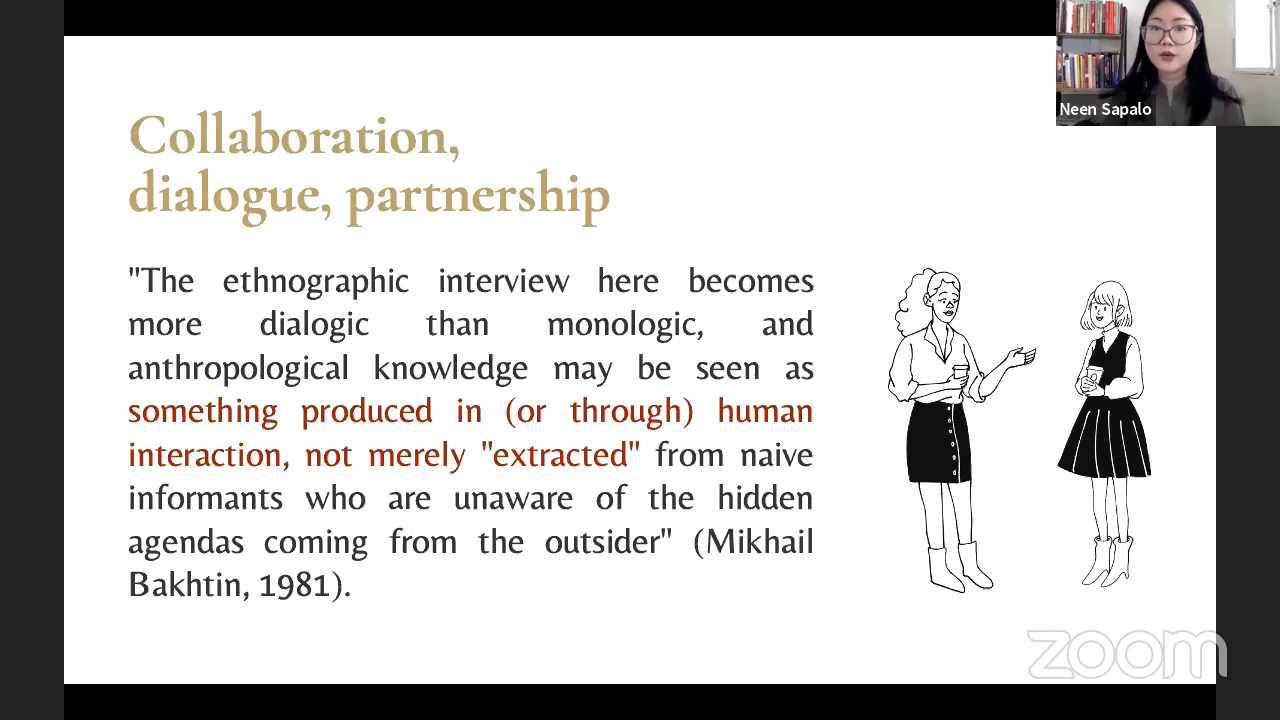 Neen Sapalo
Collaboration,
dialogue, partnership
"The ethnographic interview here becomes
more dialogic than monologic, and
anthropological knowledge may be seen as
something produced in (or through) human
interaction, not merely "extracted" from naive
informants who are unaware of the hidden
agendas coming from the outsider" (Mikhail
Bakhtin, 1981).
zoom